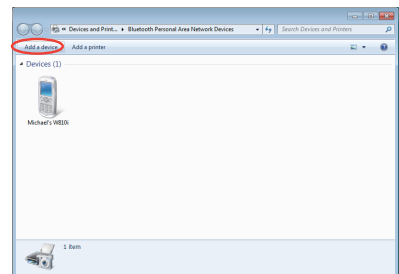 « Devices and Print... ▸ Bluetooth Personal Area Network Devices
Search Devices and Printers
Add a device
Add a printer
Devices (1)
Michael's W810i
1 item